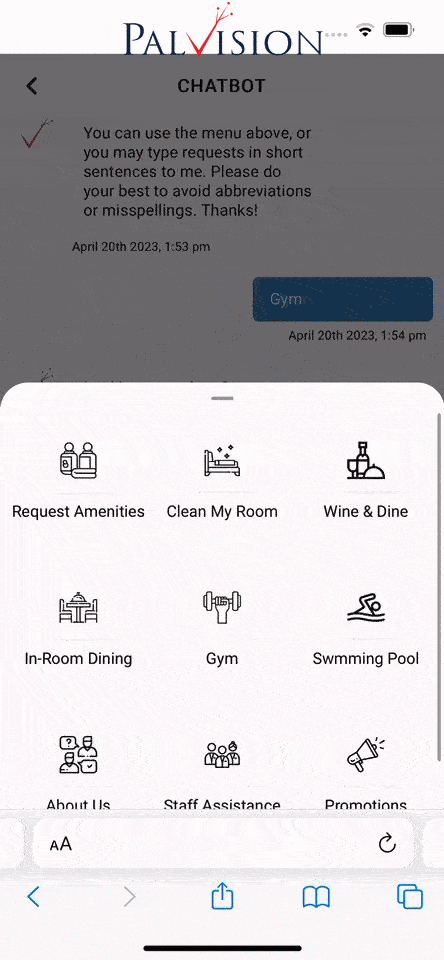 PALVISION
CHATBOT
You can use the menu above, or
you may type requests in short
sentences to me. Please do
your best to avoid abbreviations
or misspellings. Thanks!
April 20th 2023, 1:53 pm
Gym
April 20th 2023, 1:54 pm
Request Amenities
Clean My Room
Wine & Dine
In-Room Dining
Gym
Swmming Pool
About Us
Staff Assistance
Promotions
AA